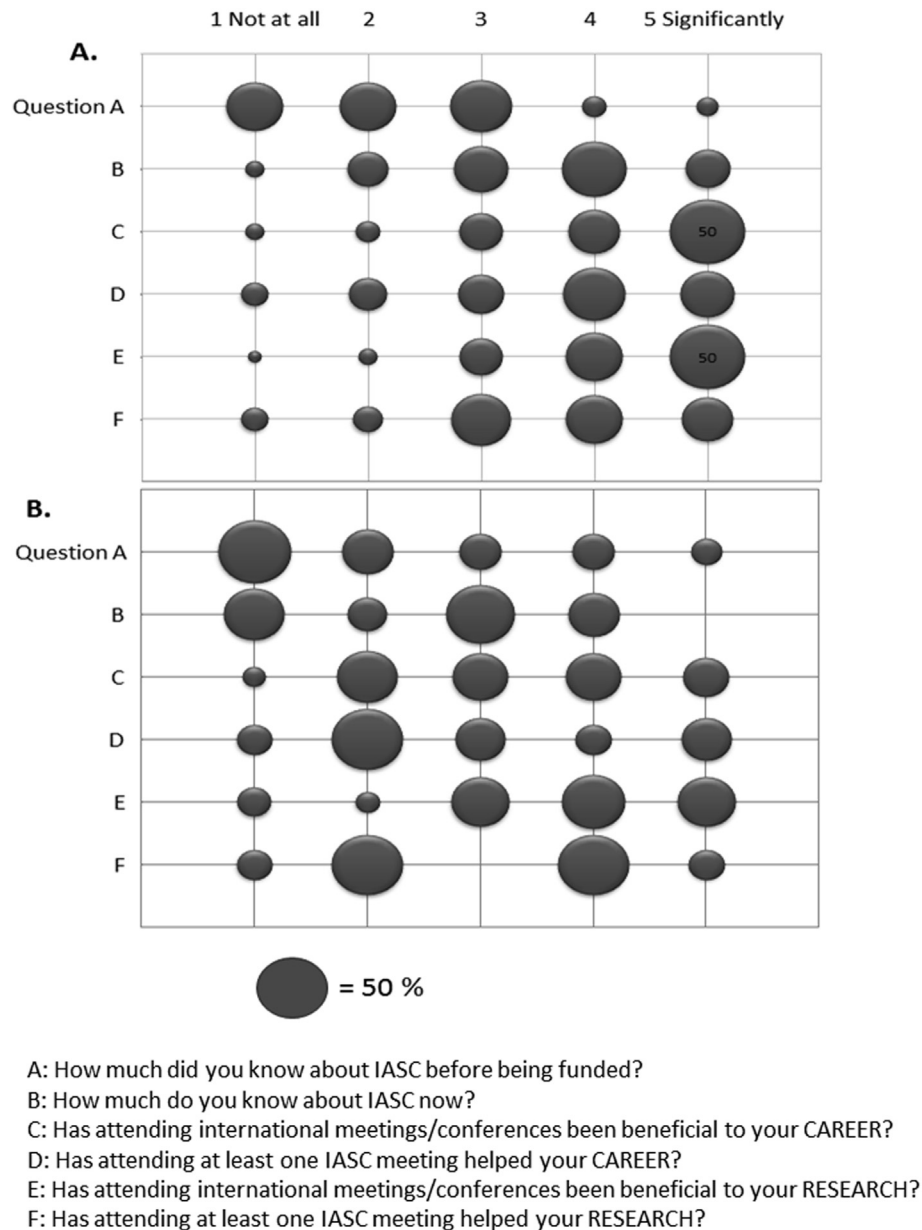 1 Not at all 2 3 4 5 Significantly
A.
Question A
B
C 50
D
E 50
F
B.
Question A
B
C
D
E
F
= 50 %
A: How much did you know about IASC before being funded?
B: How much do you know about IASC now?
C: Has attending international meetings/conferences been beneficial to your CAREER?
D: Has attending at least one IASC meeting helped your CAREER?
E: Has attending international meetings/conferences been beneficial to your RESEARCH?
F: Has attending at least one IASC meeting helped your RESEARCH?